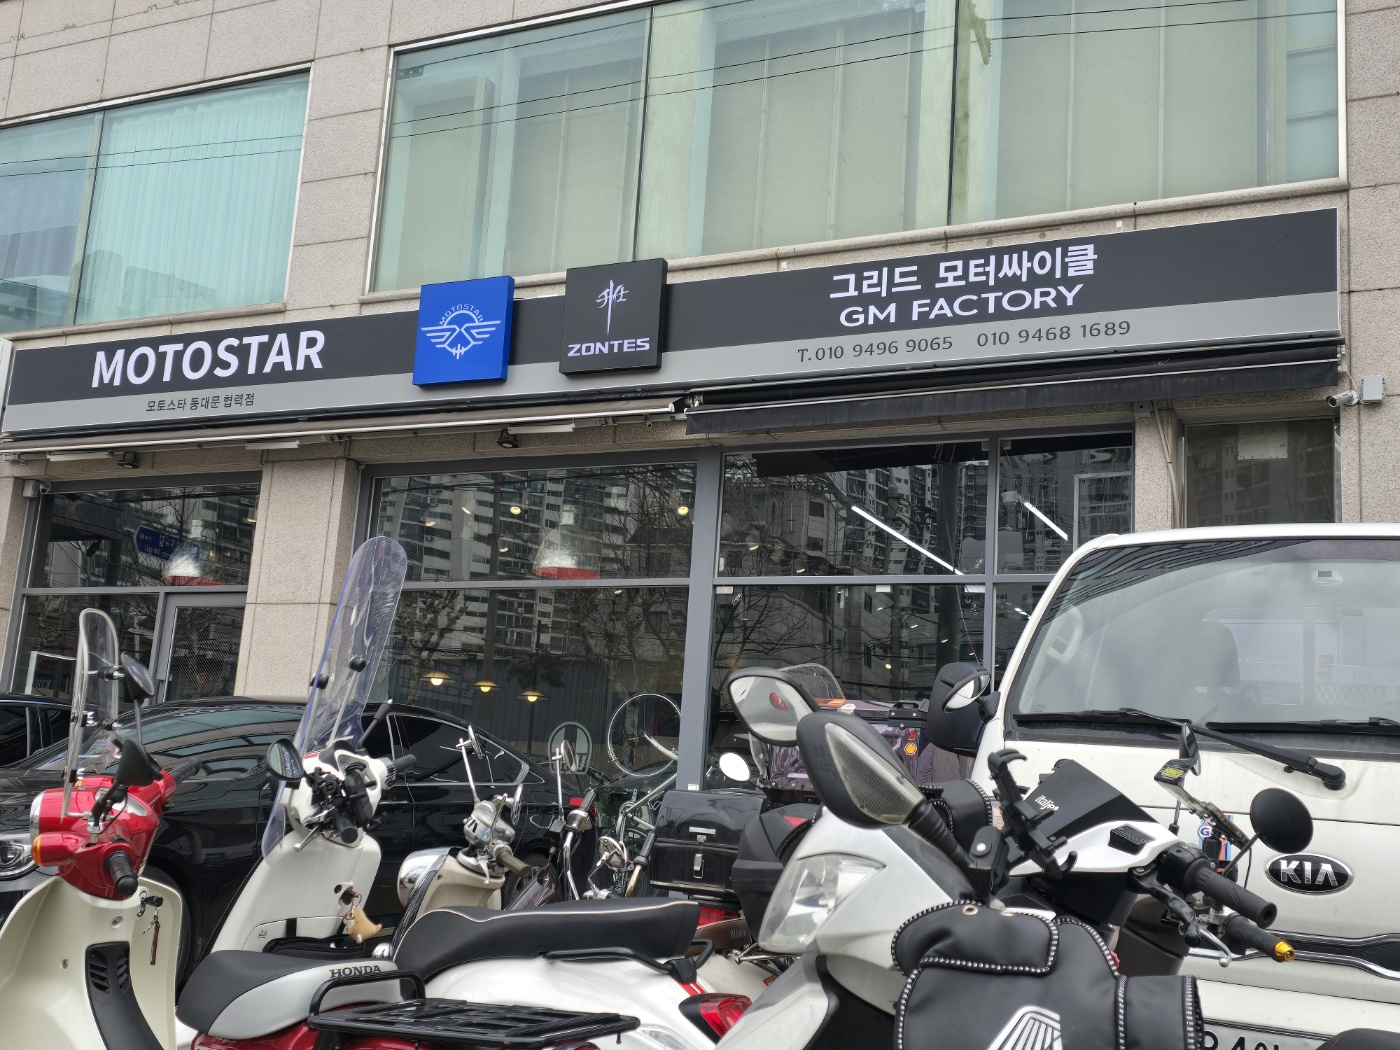 MOTOSTAR
모토스타 동대문 협력점
MOTOSTAR
ZONTES
그리드 모터싸이클
GM FACTORY
T.010 9496 9065 010 9468 1689
HONDA
KIA